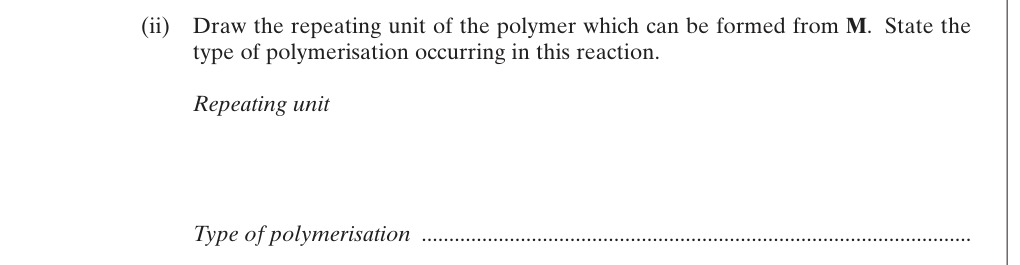 (ii) Draw the repeating unit of the polymer which can be formed from M. State the
type of polymerisation occurring in this reaction.
Repeating unit
Type of polymerisation ....................................................................................................